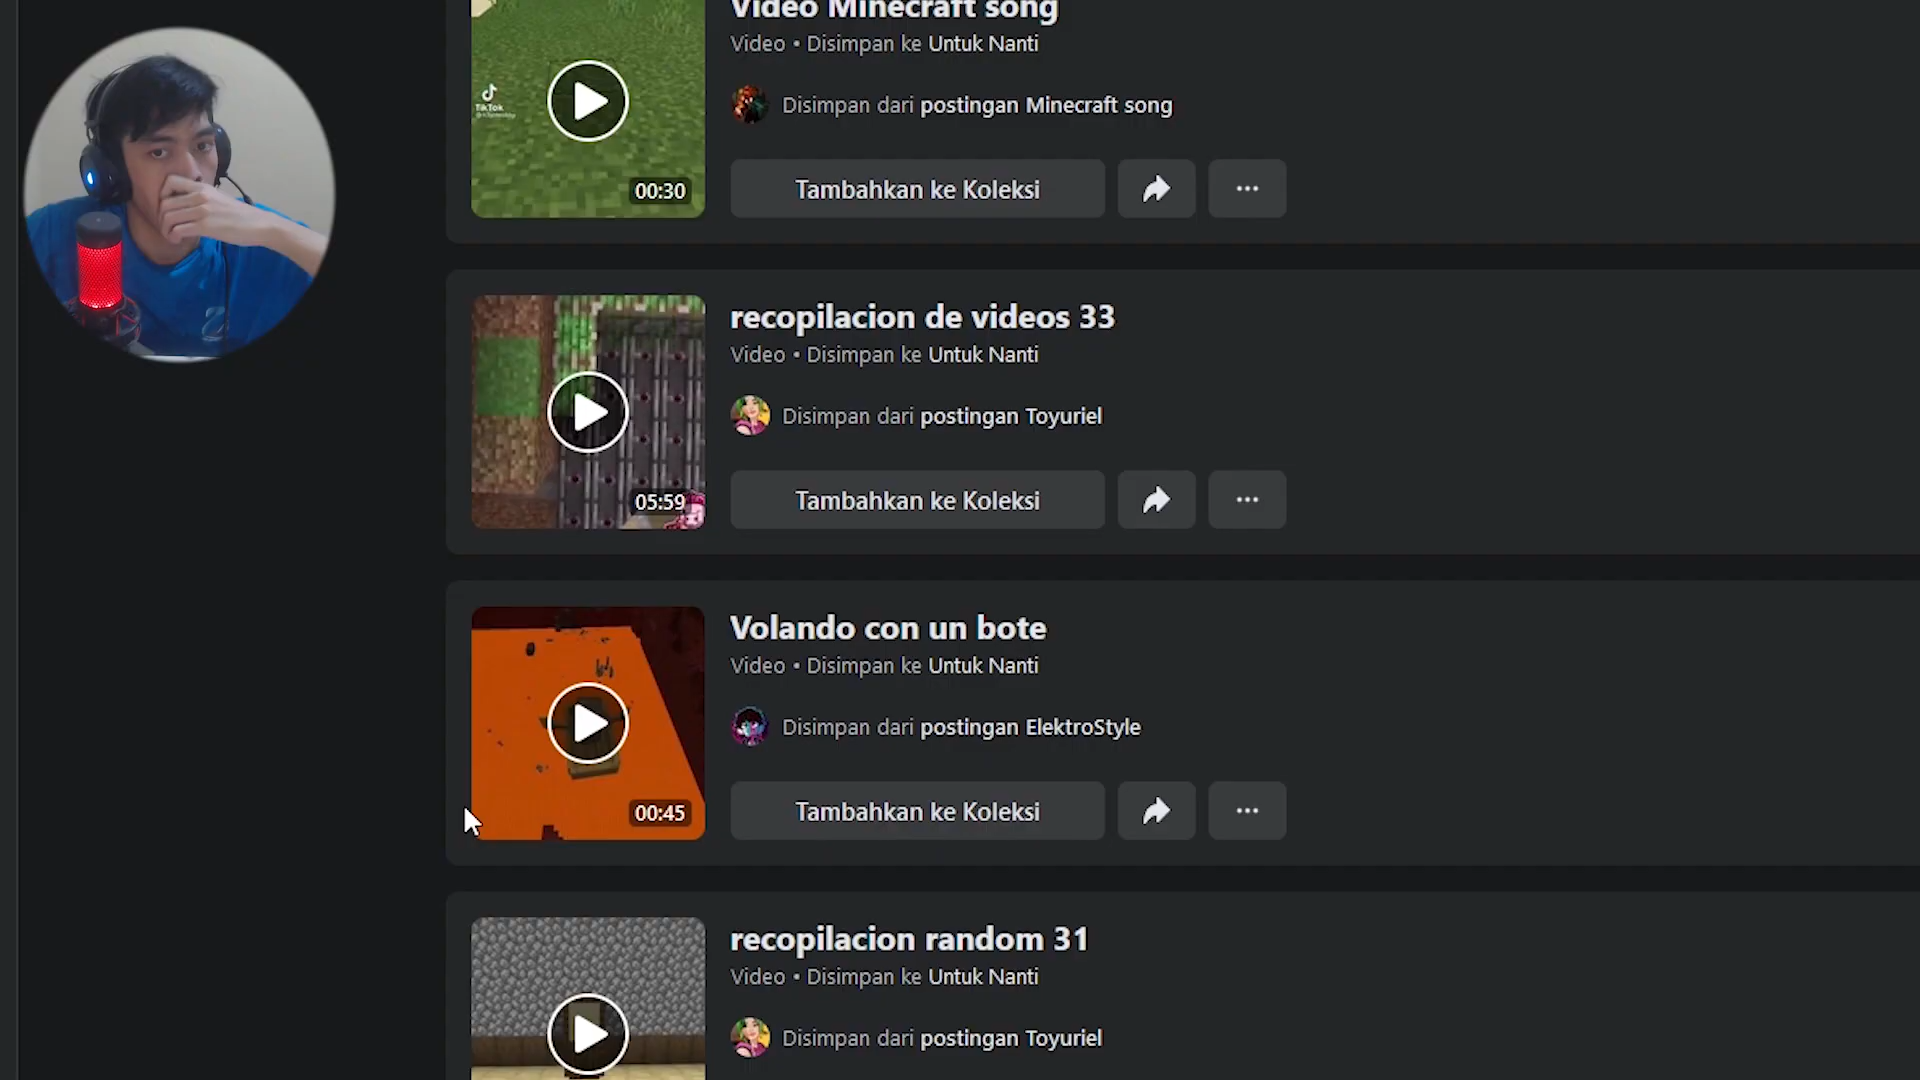 Video Minecraft song
Video • Disimpan ke Untuk Nanti
TikTok
Disimpan dari postingan Minecraft song
00:30
Tambahkan ke Koleksi
recopilacion de videos 33
Video • Disimpan ke Untuk Nanti
Disimpan dari postingan Toyuriel
05:59
Tambahkan ke Koleksi
Volando con un bote
Video • Disimpan ke Untuk Nanti
Disimpan dari postingan ElektroStyle
00:45
Tambahkan ke Koleksi
recopilacion random 31
Video • Disimpan ke Untuk Nanti
Disimpan dari postingan Toyuriel